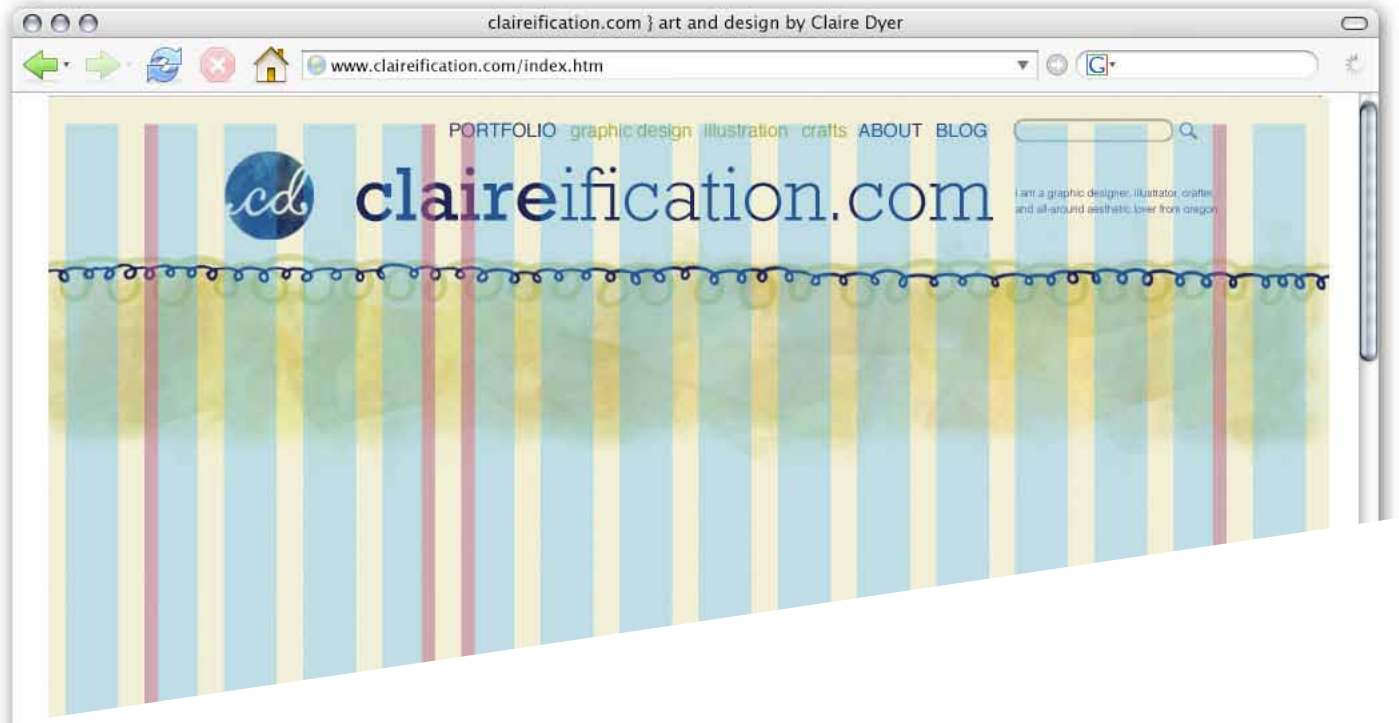 claireification.com } art and design by Claire Dyer
www.claireification.com/index.htm
G
PORTFOLIO graphic design illustration crafts ABOUT BLOG
cd
claireification.com
i am a graphic designer, illustrator, crafter
and all-around aesthetic lover from oregon